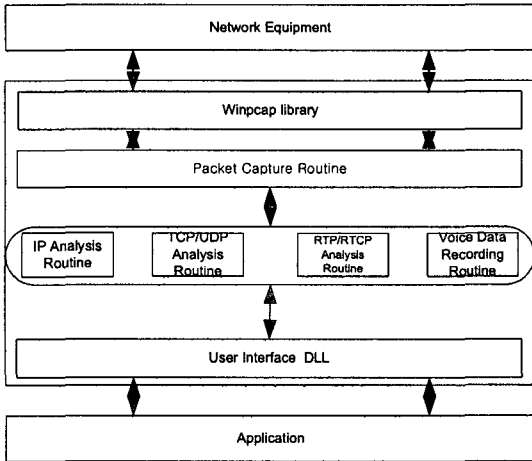 Network Equipment
Winpcap library
Packet Capture Routine
IP Analysis
Routine
TCP/UDP
Analysis
Routine
RTP/RTCP
Analysis
Routine
Voice Data
Recording
Routine
User Interface DLL
Application